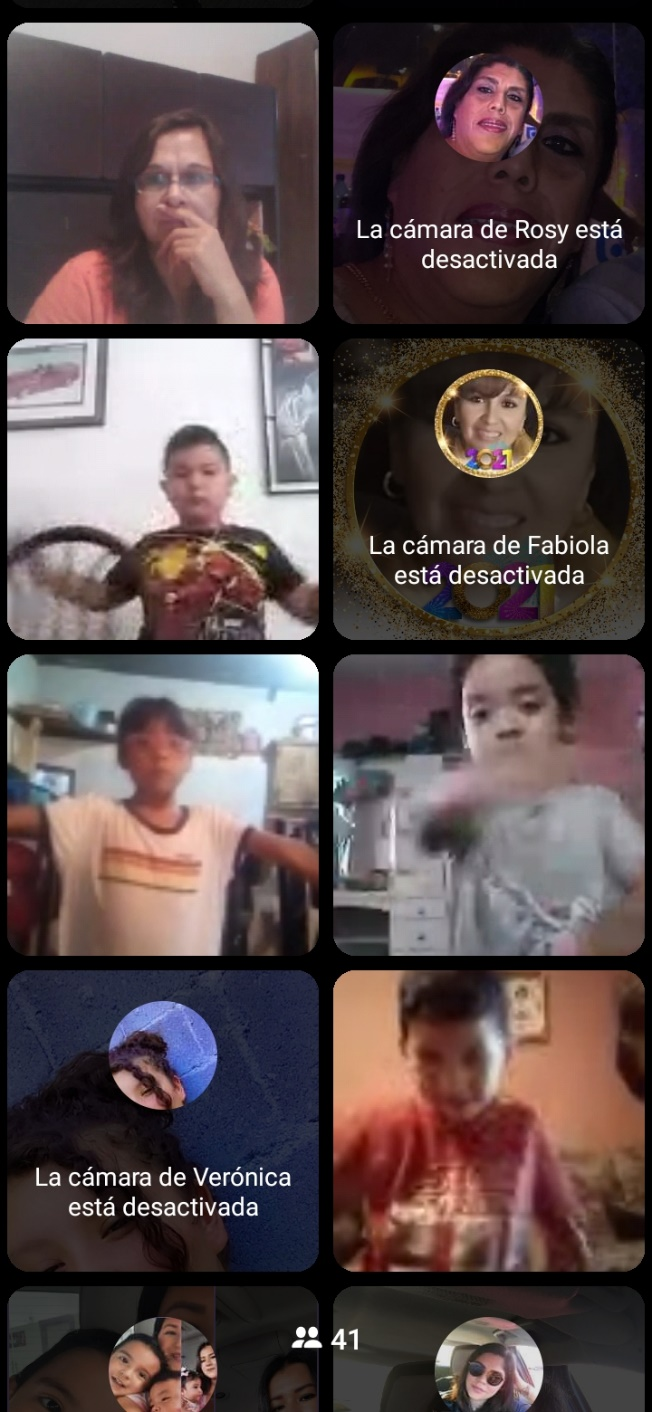 La cámara de Rosy está
desactivada
2021
La cámara de Fabiola
está desactivada
2021
La cámara de Verónica
está desactivada
41